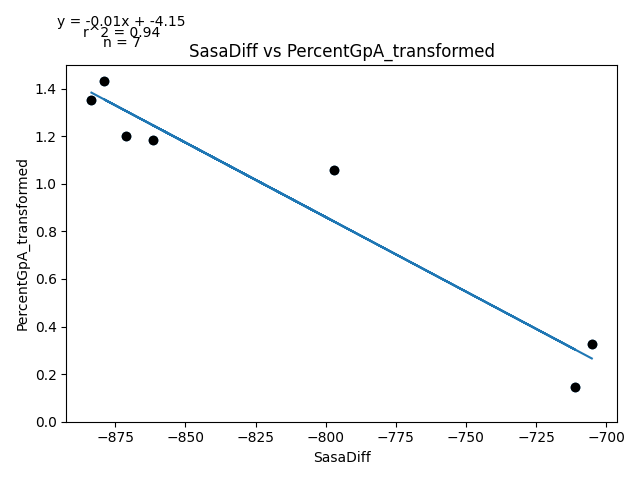 y = -0.01x + -4.15
r^2 = 0.94
n = 7
SasaDiff vs PercentGpA_transformed
PercentGpA_transformed
1.4
1.2
1.0
0.8
0.6
0.4
0.2
0.0
−875 −850 −825 −800 −775 −750 −725 −700
SasaDiff